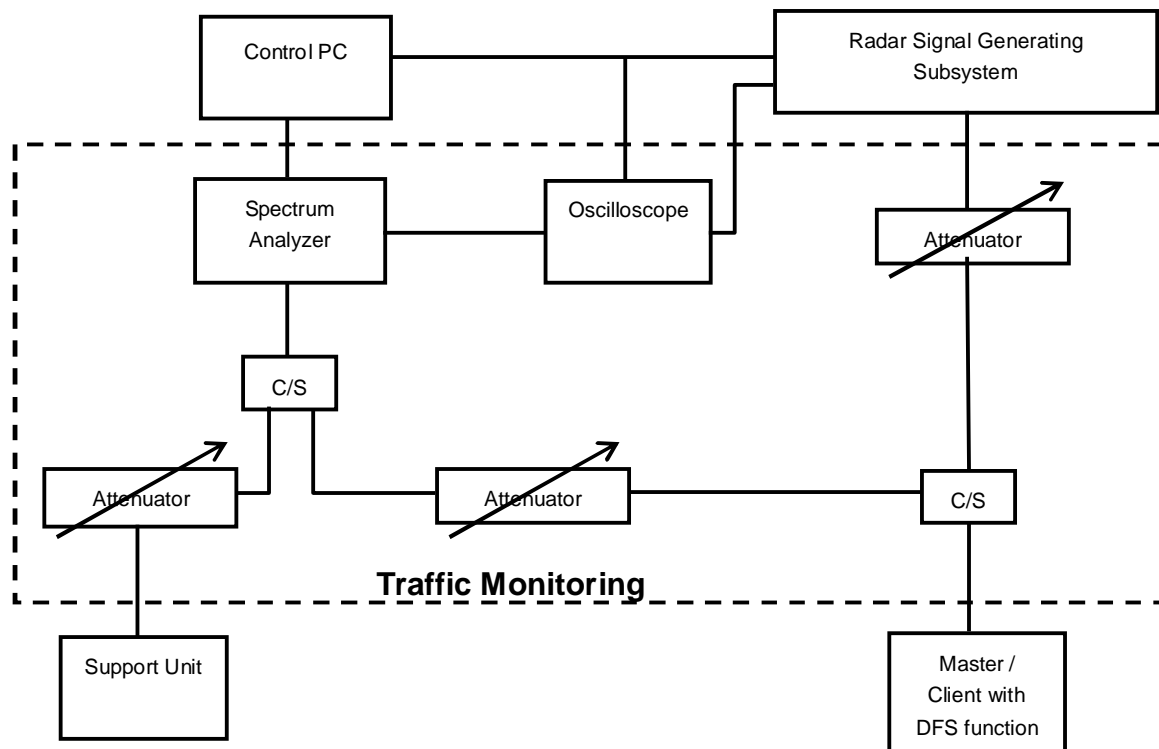 Control PC
Radar Signal Generating
Subsystem
Spectrum
Analyzer
Oscilloscope
Attenuator
C/S
Attenuator
Attenuator
C/S
Traffic Monitoring
Support Unit
Master /
Client with
DFS function